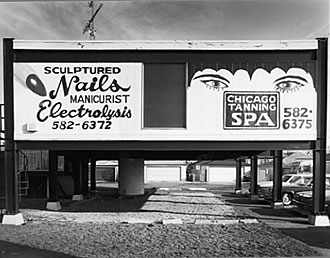 SCULPTURED
Nails
MANICURIST
Electrolysis
582-6372
CHICAGO
TANNING
SPA
582-
6375